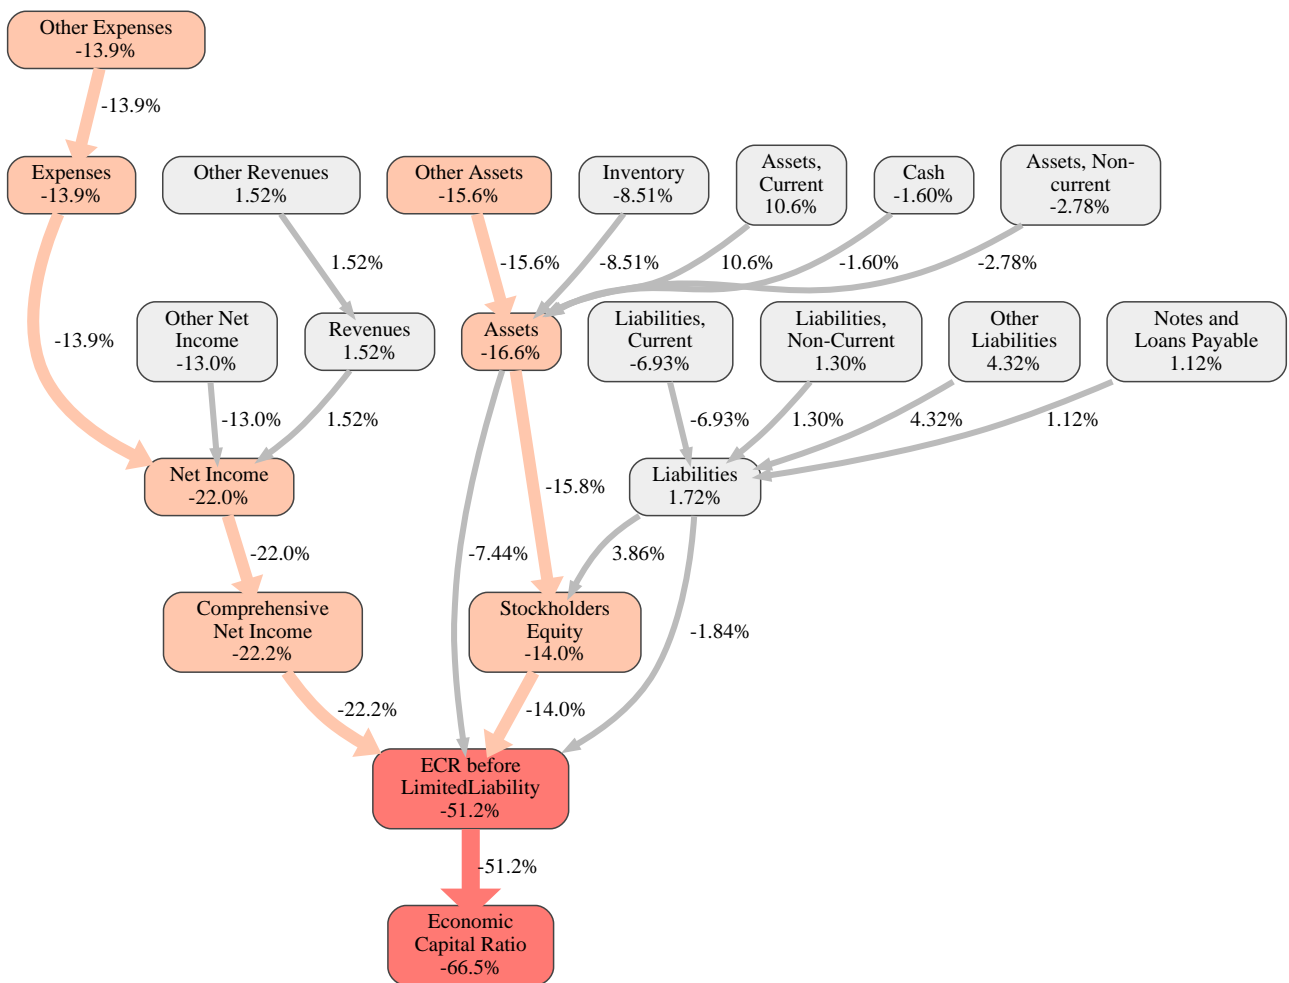 Other Expenses
-13.9%
-13.9%
Expenses
-13.9%
Other Revenues
1.52%
Other Assets
-15.6%
Inventory
-8.51%
Assets,
Current
10.6%
Cash
-1.60%
Assets, Non-
current
-2.78%
1.52%
-15.6%
-8.51%
10.6%
-1.60%
-2.78%
-13.9%
Other Net
Income
-13.0%
Revenues
1.52%
Assets
-16.6%
Liabilities,
Current
-6.93%
Liabilities,
Non-Current
1.30%
Other
Liabilities
4.32%
Notes and
Loans Payable
1.12%
-13.0%
1.52%
-6.93%
1.30%
4.32%
1.12%
Net Income
-22.0%
-15.8%
Liabilities
1.72%
-22.0%
-7.44%
3.86%
Comprehensive
Net Income
-22.2%
Stockholders
Equity
-14.0%
-1.84%
-22.2%
-14.0%
ECR before
LimitedLiability
-51.2%
-51.2%
Economic
Capital Ratio
-66.5%